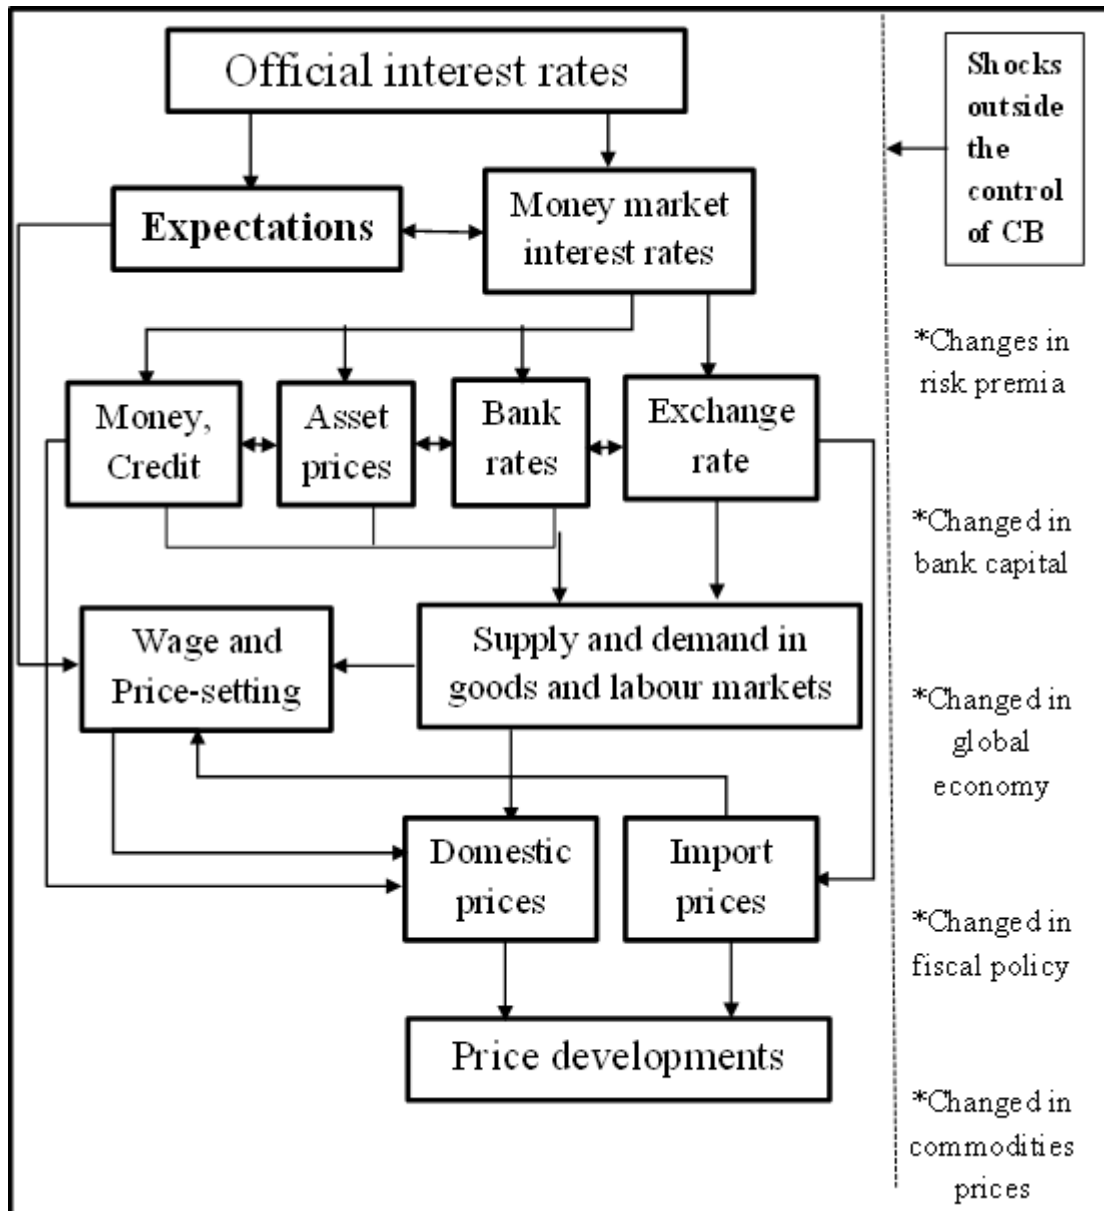 Official interest rates
Shocks
outside
the
control
of CB
Expectations
Money market
interest rates
*Changes in
risk premia
Money,
Credit
Asset
prices
Bank
rates
Exchange
rate
*Changed in
bank capital
Wage and
Price-setting
Supply and demand in
goods and labour markets
*Changed in
global
economy
Domestic
prices
Import
prices
*Changed in
fiscal policy
Price developments
*Changed in
commodities
prices